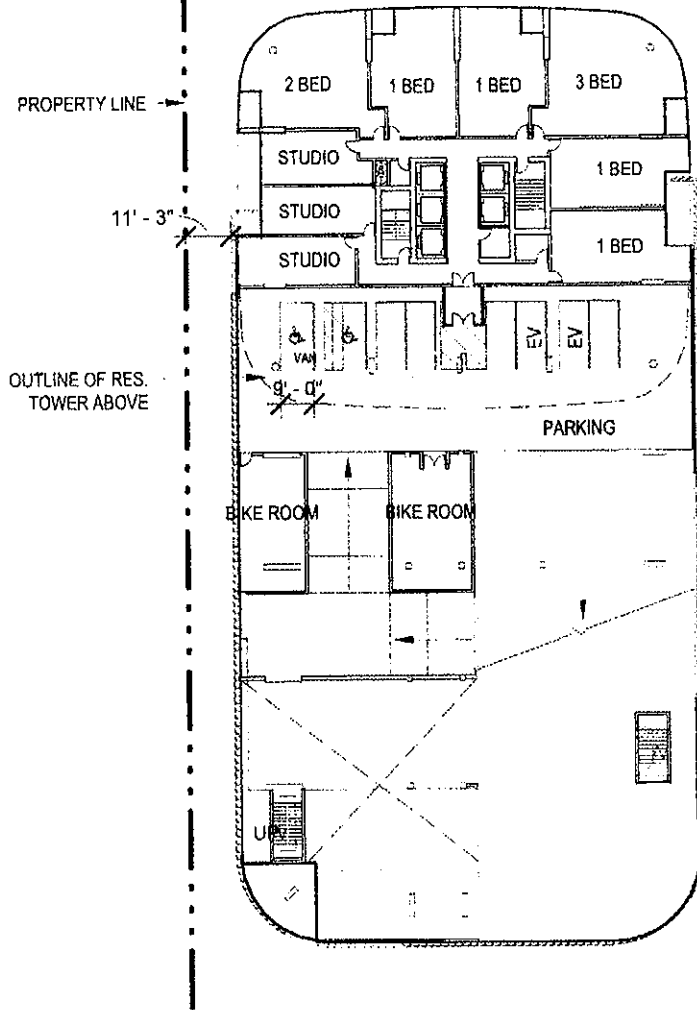 2 BED
1 BED
1 BED
3 BED
PROPERTY LINE
STUDIO
1 BED
STUDIO
11' - 3"
1 BED
STUDIO
VAN
EV
EV
OUTLINE OF RES.
TOWER ABOVE
9' - 0"
PARKING
BIKE ROOM
BIKE ROOM
UP